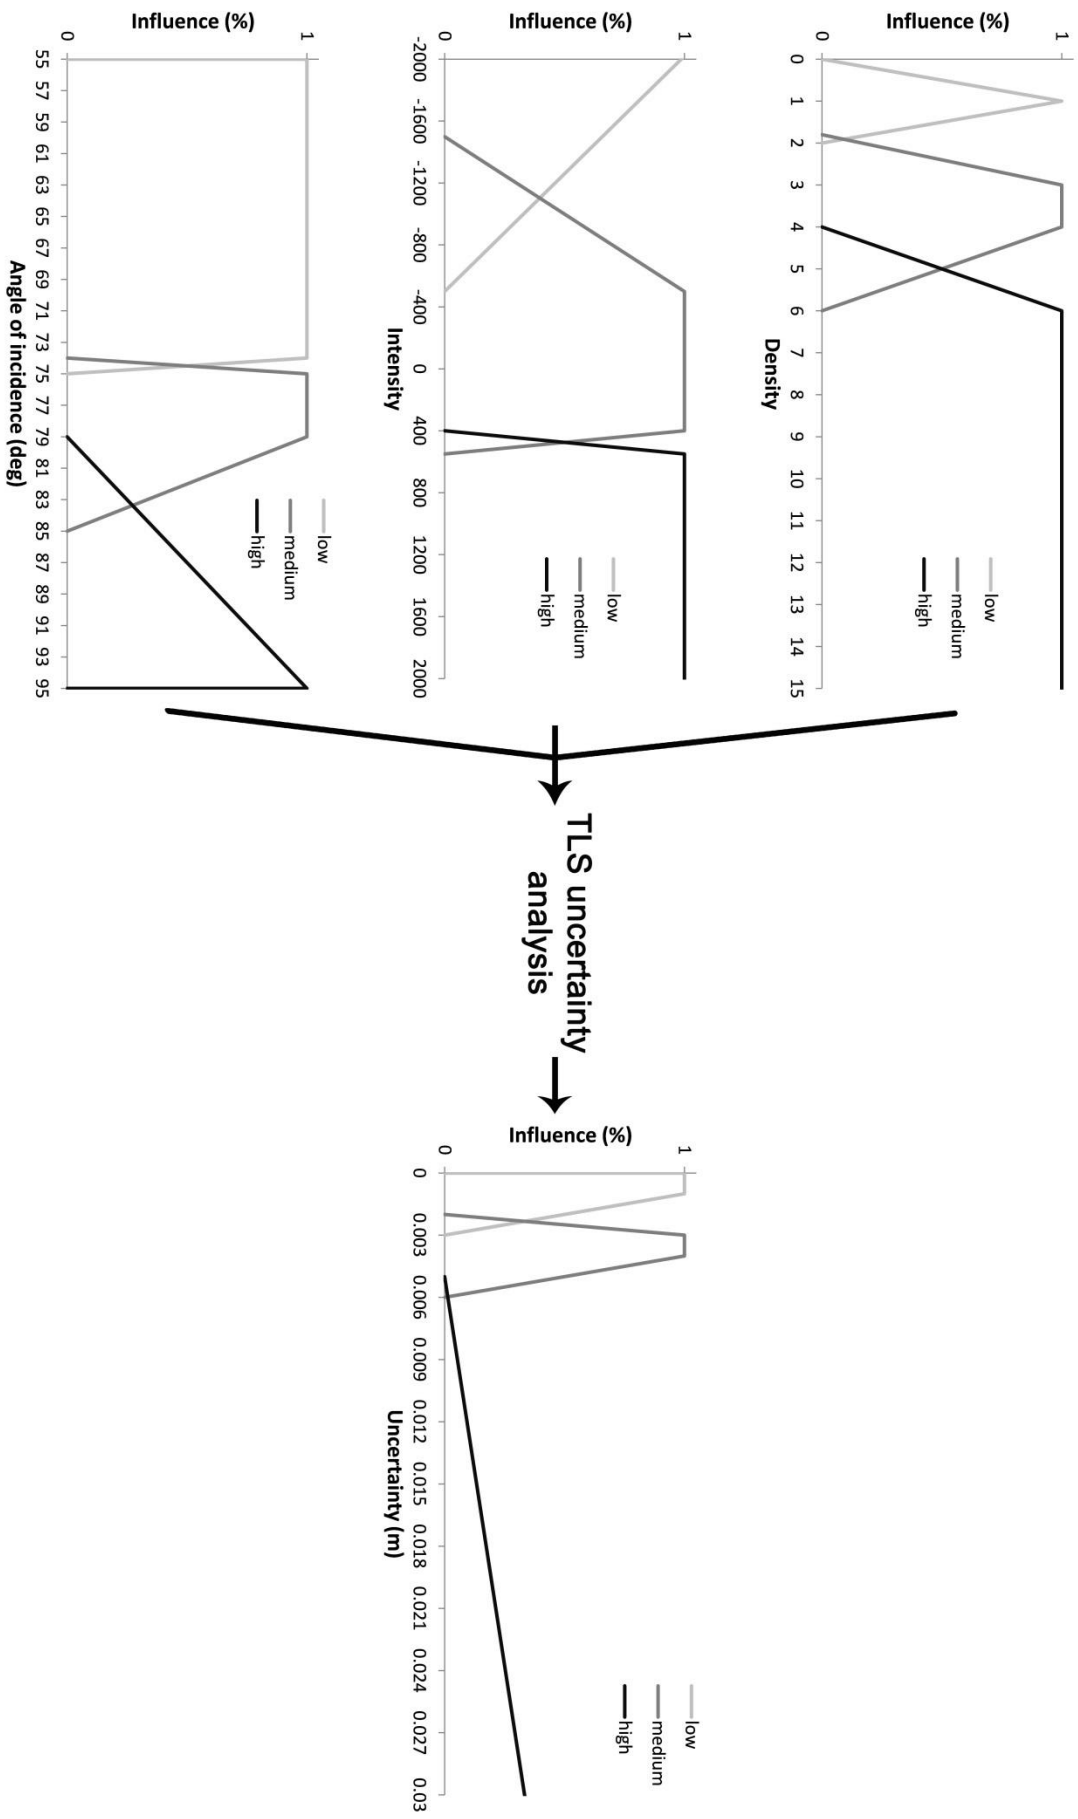 Influence (%)
1
0
0 1 2 3 4 5 6 7 8 9 10 11 12 13 14 15
Density
low
medium
high
Influence (%)
1
0
-2000 -1600 -1200 -800 -400 0 400 800 1200 1600 2000
Intensity
low
medium
high
Influence (%)
1
0
55 57 59 61 63 65 67 69 71 73 75 77 79 81 83 85 87 89 91 93 95
Angle of incidence (deg)
low
medium
high
TLS uncertainty
analysis
Influence (%)
1
0
0 0.003 0.006 0.009 0.012 0.015 0.018 0.021 0.024 0.027 0.03
Uncertainty (m)
low
medium
high